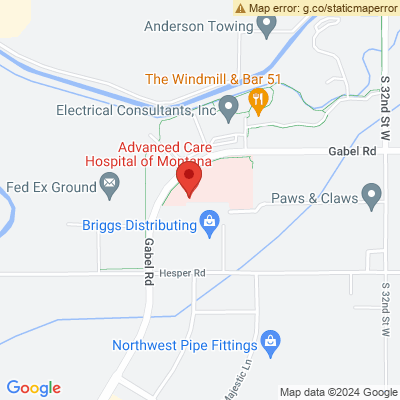 Map error: g.co/staticmaperror
Anderson Towing
The Windmill & Bar 51
Electrical Consultants, Inc
S 32nd St W
Advanced Care
Hospital of Montana
Gabel Rd
Fed Ex Ground
Paws & Claws
Briggs Distributing
Gabel Rd
Hesper Rd
S 32nd St W
Northwest Pipe Fittings
Majestic Ln
Google
Map data ©2024 Google